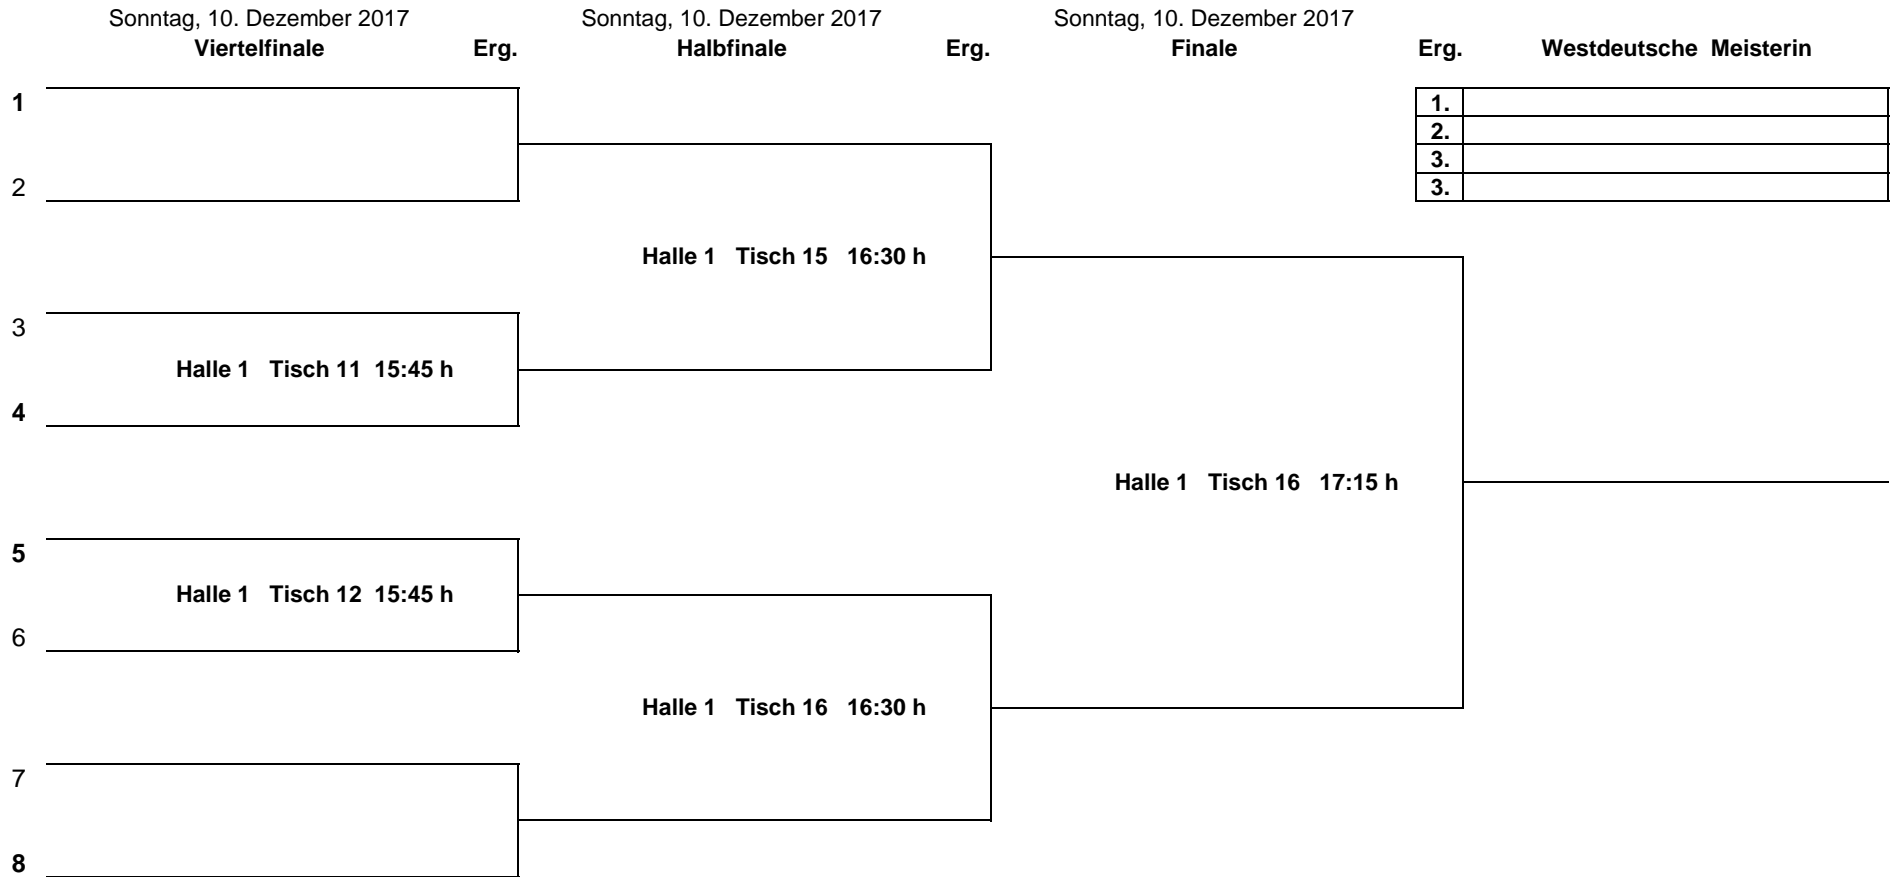 Sonntag, 10. Dezember 2017 Sonntag, 10. Dezember 2017 Sonntag, 10. Dezember 2017
Viertelfinale Erg. Halbfinale Erg. Finale Erg. Westdeutsche Meisterin
1 1.
2.
3.
2 3.
Halle 1 Tisch 15 16:30 h
3
Halle 1 Tisch 11 15:45 h
4
Halle 1 Tisch 16 17:15 h
5
Halle 1 Tisch 12 15:45 h
6
Halle 1 Tisch 16 16:30 h
7
8